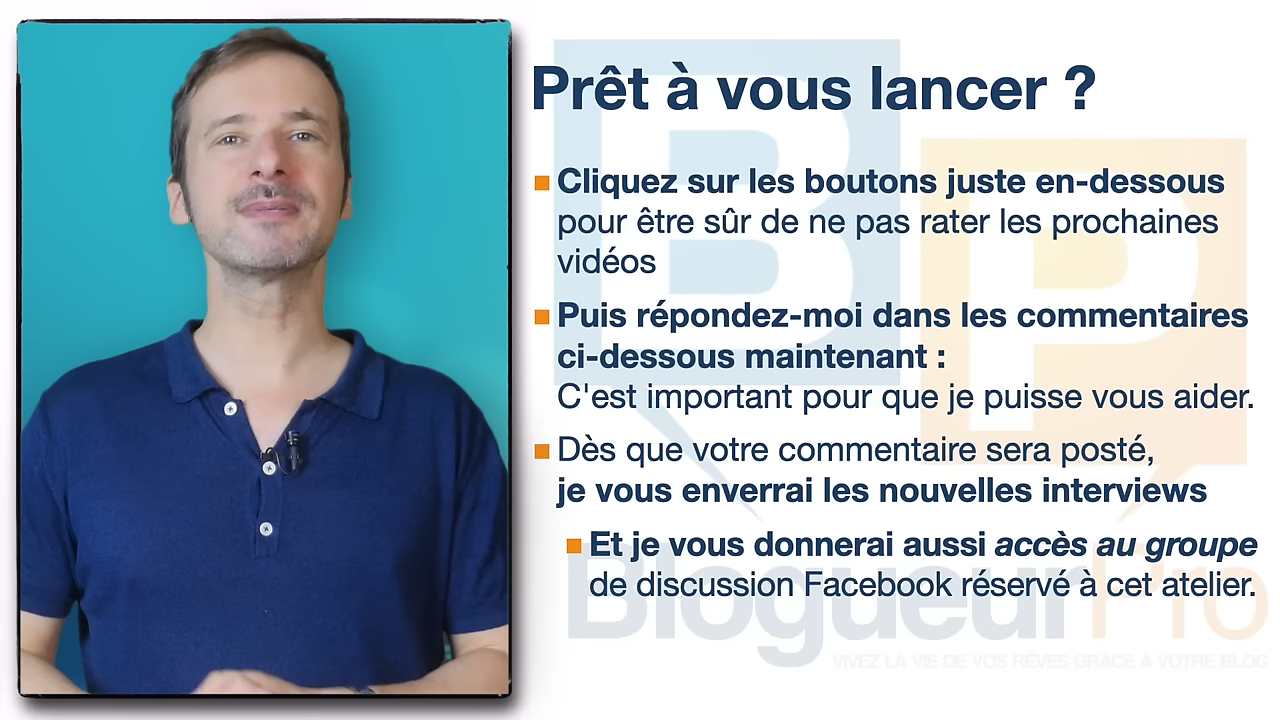 Prêt à vous lancer ?
Cliquez sur les boutons juste en-dessous
pour être sûr de ne pas rater les prochaines
vidéos
Puis répondez-moi dans les commentaires
ci-dessous maintenant :
C'est important pour que je puisse vous aider.
Dès que votre commentaire sera posté,
je vous enverrai les nouvelles interviews
Et je vous donnerai aussi accès au groupe
de discussion Facebook réservé à cet atelier.
BP
BlogueurPro
VIVEZ LA VIE DE VOS RÊVES GRÂCE À VOTRE BLOG